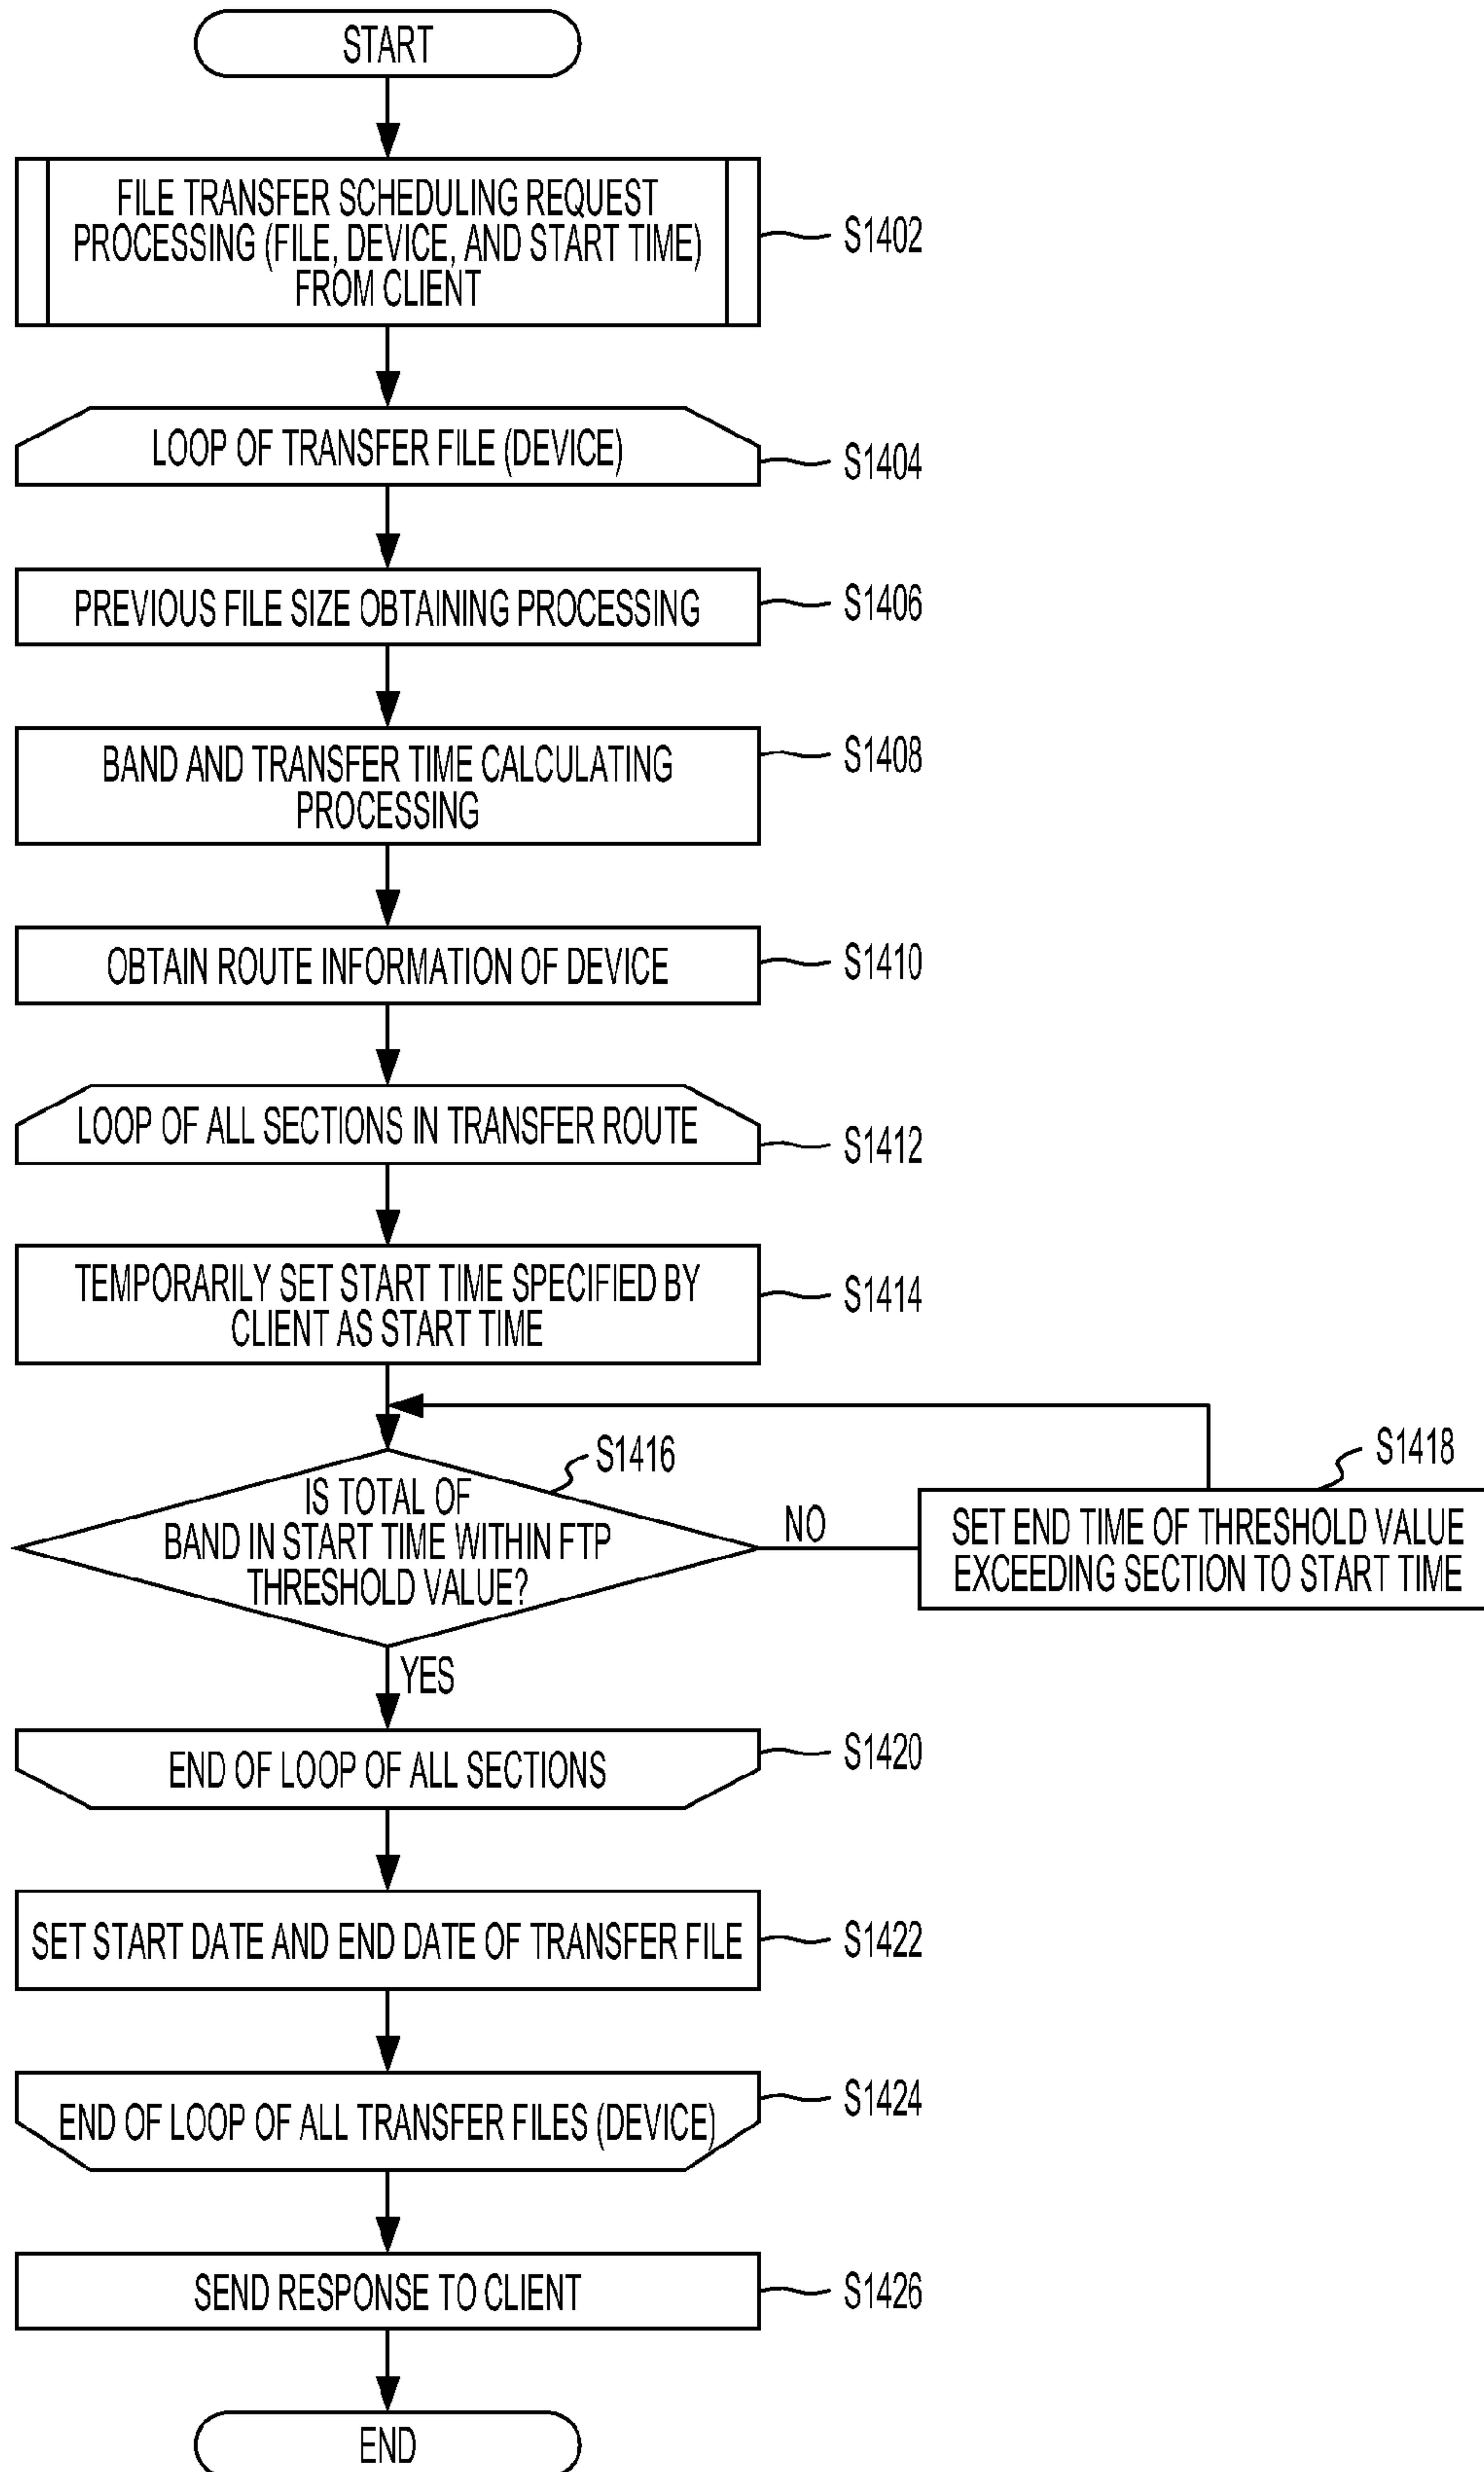 START
FILE TRANSFER SCHEDULING REQUEST
PROCESSING (FILE, DEVICE, AND START TIME)
FROM CLIENT
S1402
LOOP OF TRANSFER FILE (DEVICE)
S1404
PREVIOUS FILE SIZE OBTAINING PROCESSING
S1406
BAND AND TRANSFER TIME CALCULATING
PROCESSING
S1408
OBTAIN ROUTE INFORMATION OF DEVICE
S1410
LOOP OF ALL SECTIONS IN TRANSFER ROUTE
S1412
TEMPORARILY SET START TIME SPECIFIED BY
CLIENT AS START TIME
S1414
IS TOTAL OF
BAND IN START TIME WITHIN FTP
THRESHOLD VALUE?
S1416
NO
SET END TIME OF THRESHOLD VALUE
EXCEEDING SECTION TO START TIME
S1418
YES
END OF LOOP OF ALL SECTIONS
S1420
SET START DATE AND END DATE OF TRANSFER FILE
S1422
END OF LOOP OF ALL TRANSFER FILES (DEVICE)
S1424
SEND RESPONSE TO CLIENT
S1426
END